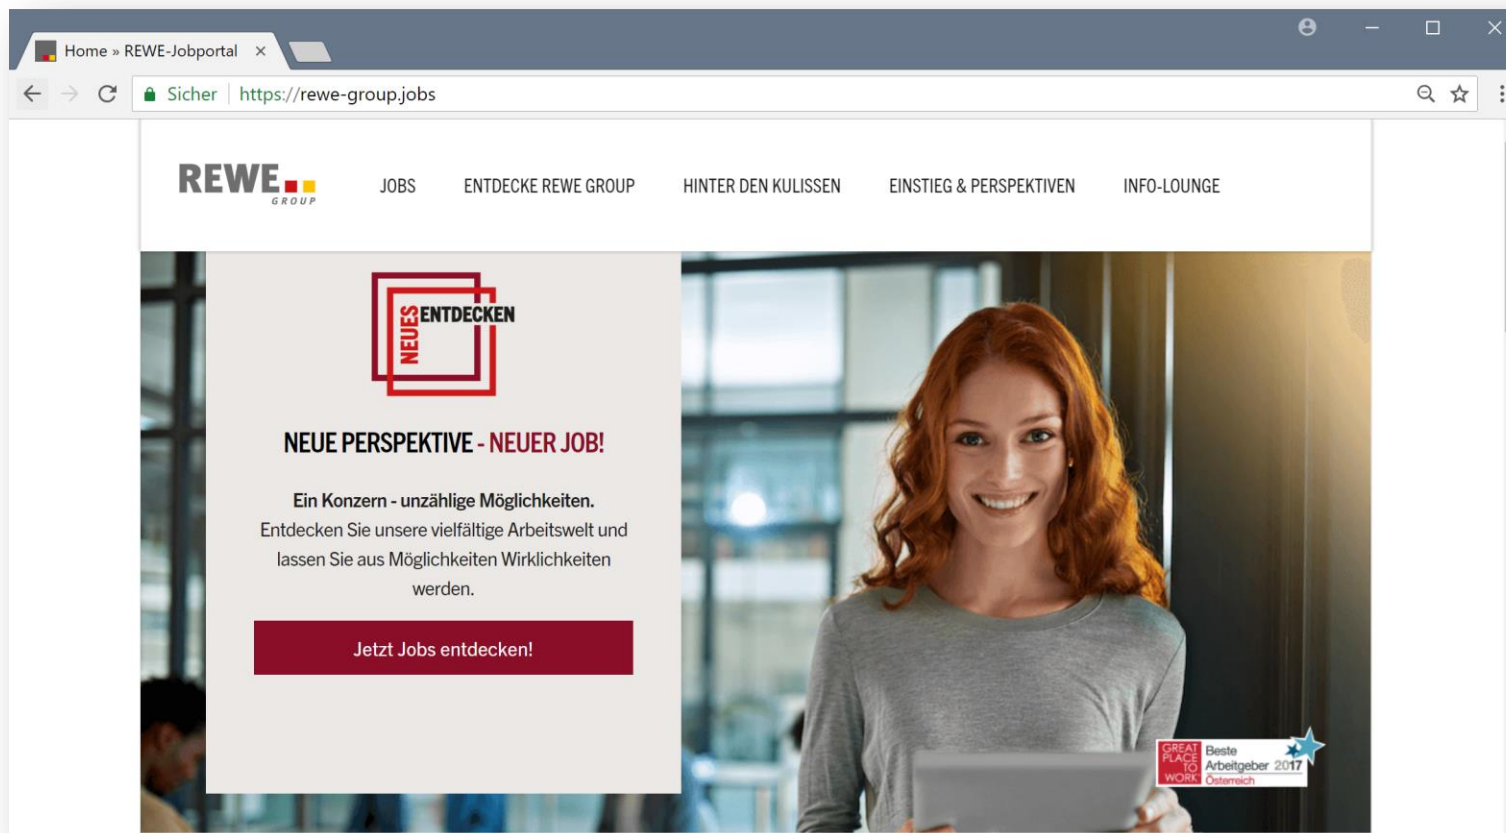 Home » REWE-Jobportal
Sicher https://rewe-group.jobs
REWE
GROUP
JOBS
ENTDECKE REWE GROUP
HINTER DEN KULISSEN
EINSTIEG & PERSPEKTIVEN
INFO-LOUNGE
NEUES
ENTDECKEN
NEUE PERSPEKTIVE - NEUER JOB!
Ein Konzern - unzählige Möglichkeiten.
Entdecken Sie unsere vielfältige Arbeitswelt und
lassen Sie aus Möglichkeiten Wirklichkeiten
werden.
Jetzt Jobs entdecken!
GREAT
PLACE
TO
WORK
Beste
Arbeitgeber 2017
Österreich